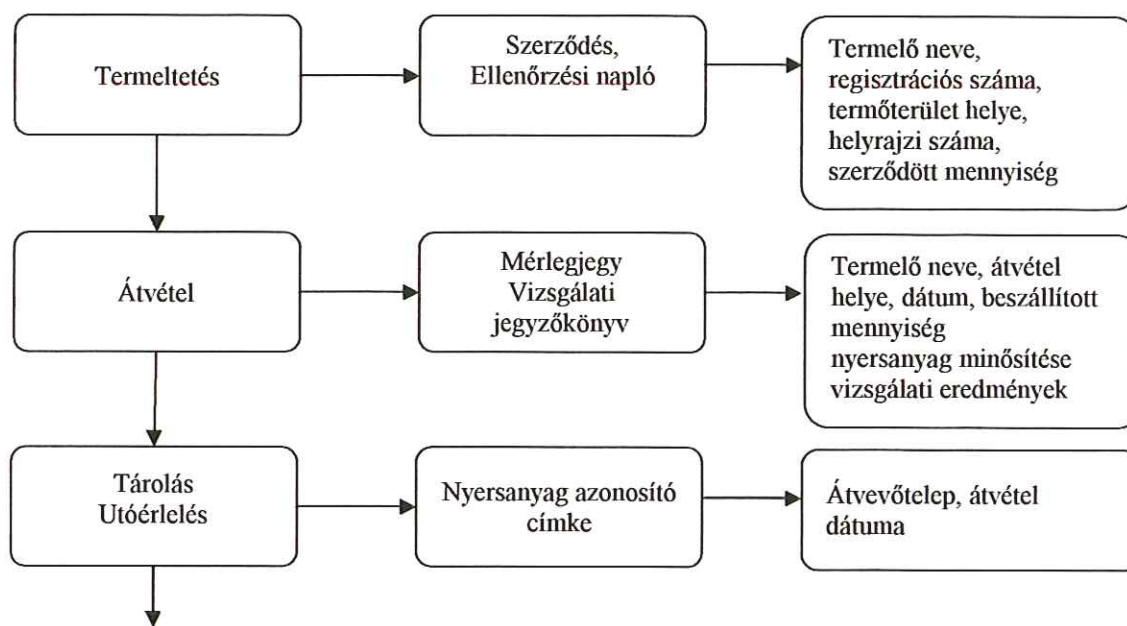 Termeltetés
Szerződés,
Ellenőrzési napló
Termelő neve,
regisztrációs száma,
termőterület helye,
helyrajzi száma,
szerződött mennyiség
Átvétel
Mérlegjegy
Vizsgálati
jegyzőkönyv
Termelő neve, átvétel
helye, dátum, beszállított
mennyiség
nyersanyag minősítése
vizsgálati eredmények
Tárolás
Utóérlelés
Nyersanyag azonosító
címke
Átvevőtelep, átvétel
dátuma